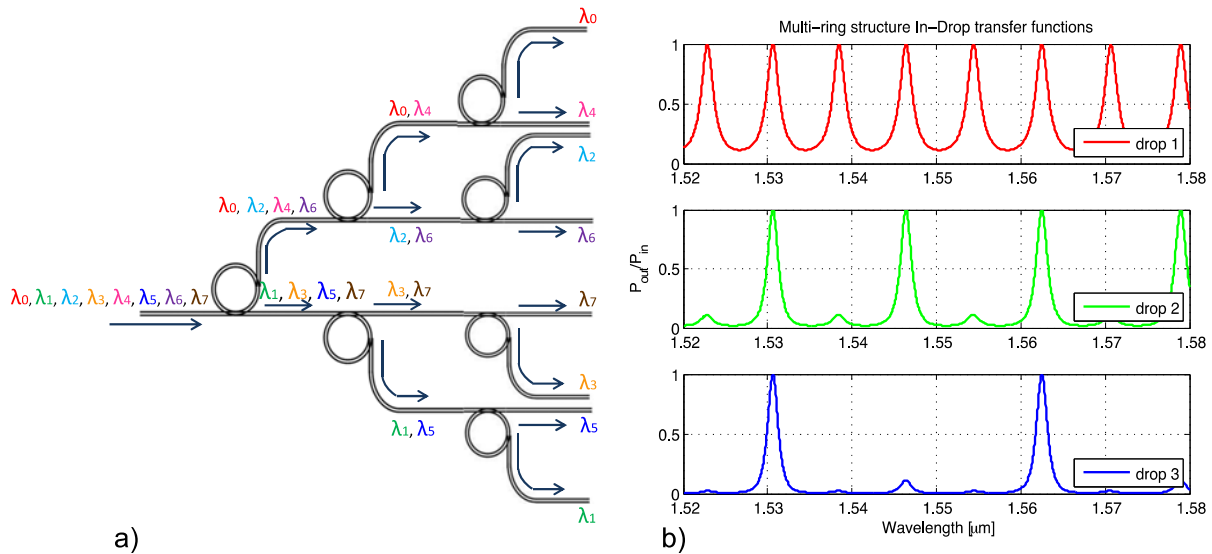 λ0
λ0, λ4
λ4
λ2
λ0, λ2, λ4, λ6
λ2, λ6
λ6
λ0, λ1, λ2, λ3, λ4, λ5, λ6, λ7
λ1, λ3, λ5, λ7
λ3, λ7
λ7
λ3
λ1, λ5
λ5
λ1
a)
Multi−ring structure In−Drop transfer functions
1
0.5
0
drop 1
1.52 1.53 1.54 1.55 1.56 1.57 1.58
Pout/Pin
1
0.5
0
drop 2
1.52 1.53 1.54 1.55 1.56 1.57 1.58
1
0.5
0
drop 3
1.52 1.53 1.54 1.55 1.56 1.57 1.58
Wavelength [μm]
b)